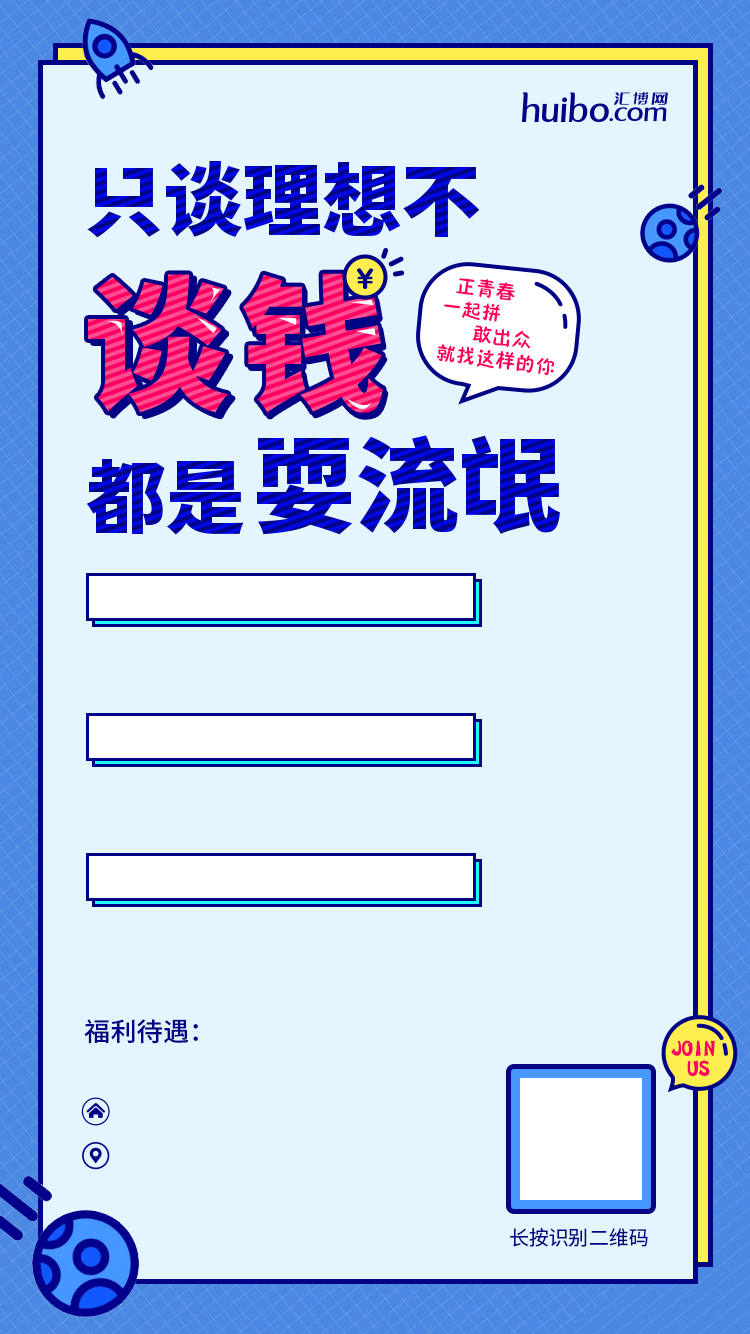 汇博网
huibo.com
只谈理想不
谈钱
¥
正青春
一起拼
敢出众
就找这样的你
都是耍流氓
福利待遇：
JOIN
US
长按识别二维码